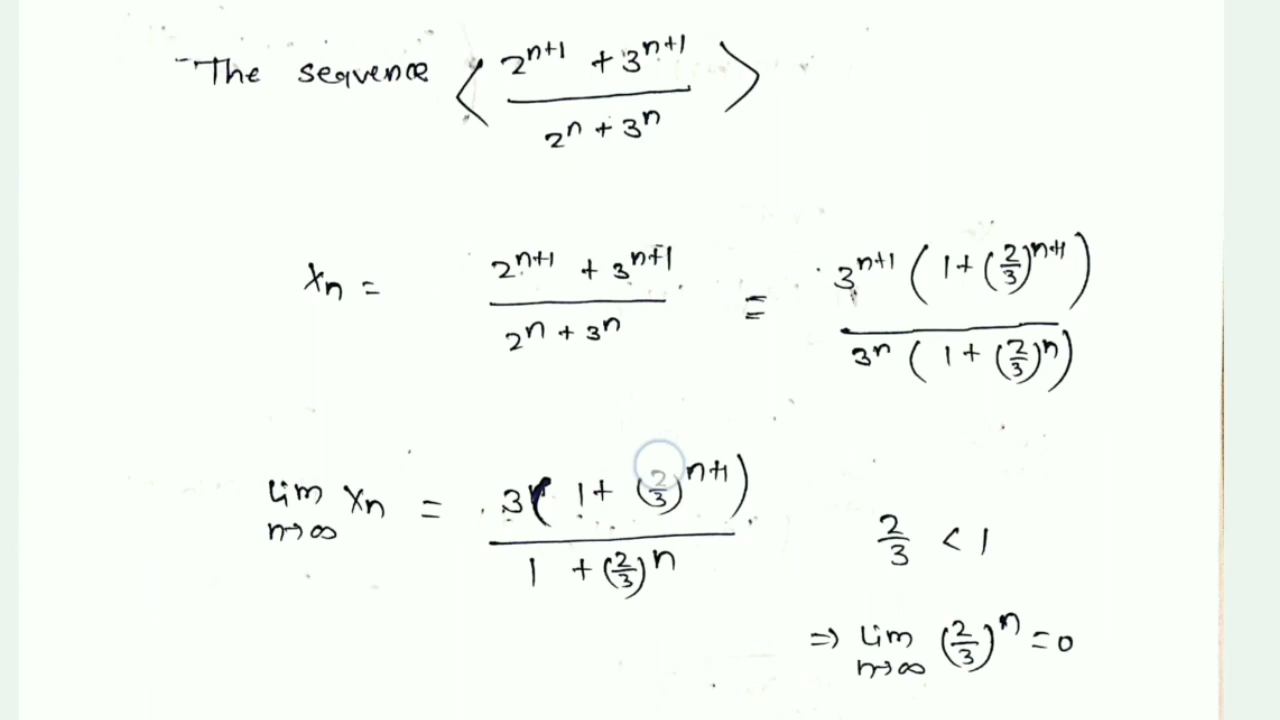 The sequence < (2^{n+1} + 3^{n+1}) / (2^n + 3^n) >
x_n = (2^{n+1} + 3^{n+1}) / (2^n + 3^n) = 3^{n+1} ( 1 + (2/3)^{n+1} ) / 3^n ( 1 + (2/3)^n )
lim_{n→∞} x_n = 3 ( 1 + (2/3)^{n+1} ) / 1 + (2/3)^n
2/3 < 1
⇒ lim_{n→∞} (2/3)^n = 0